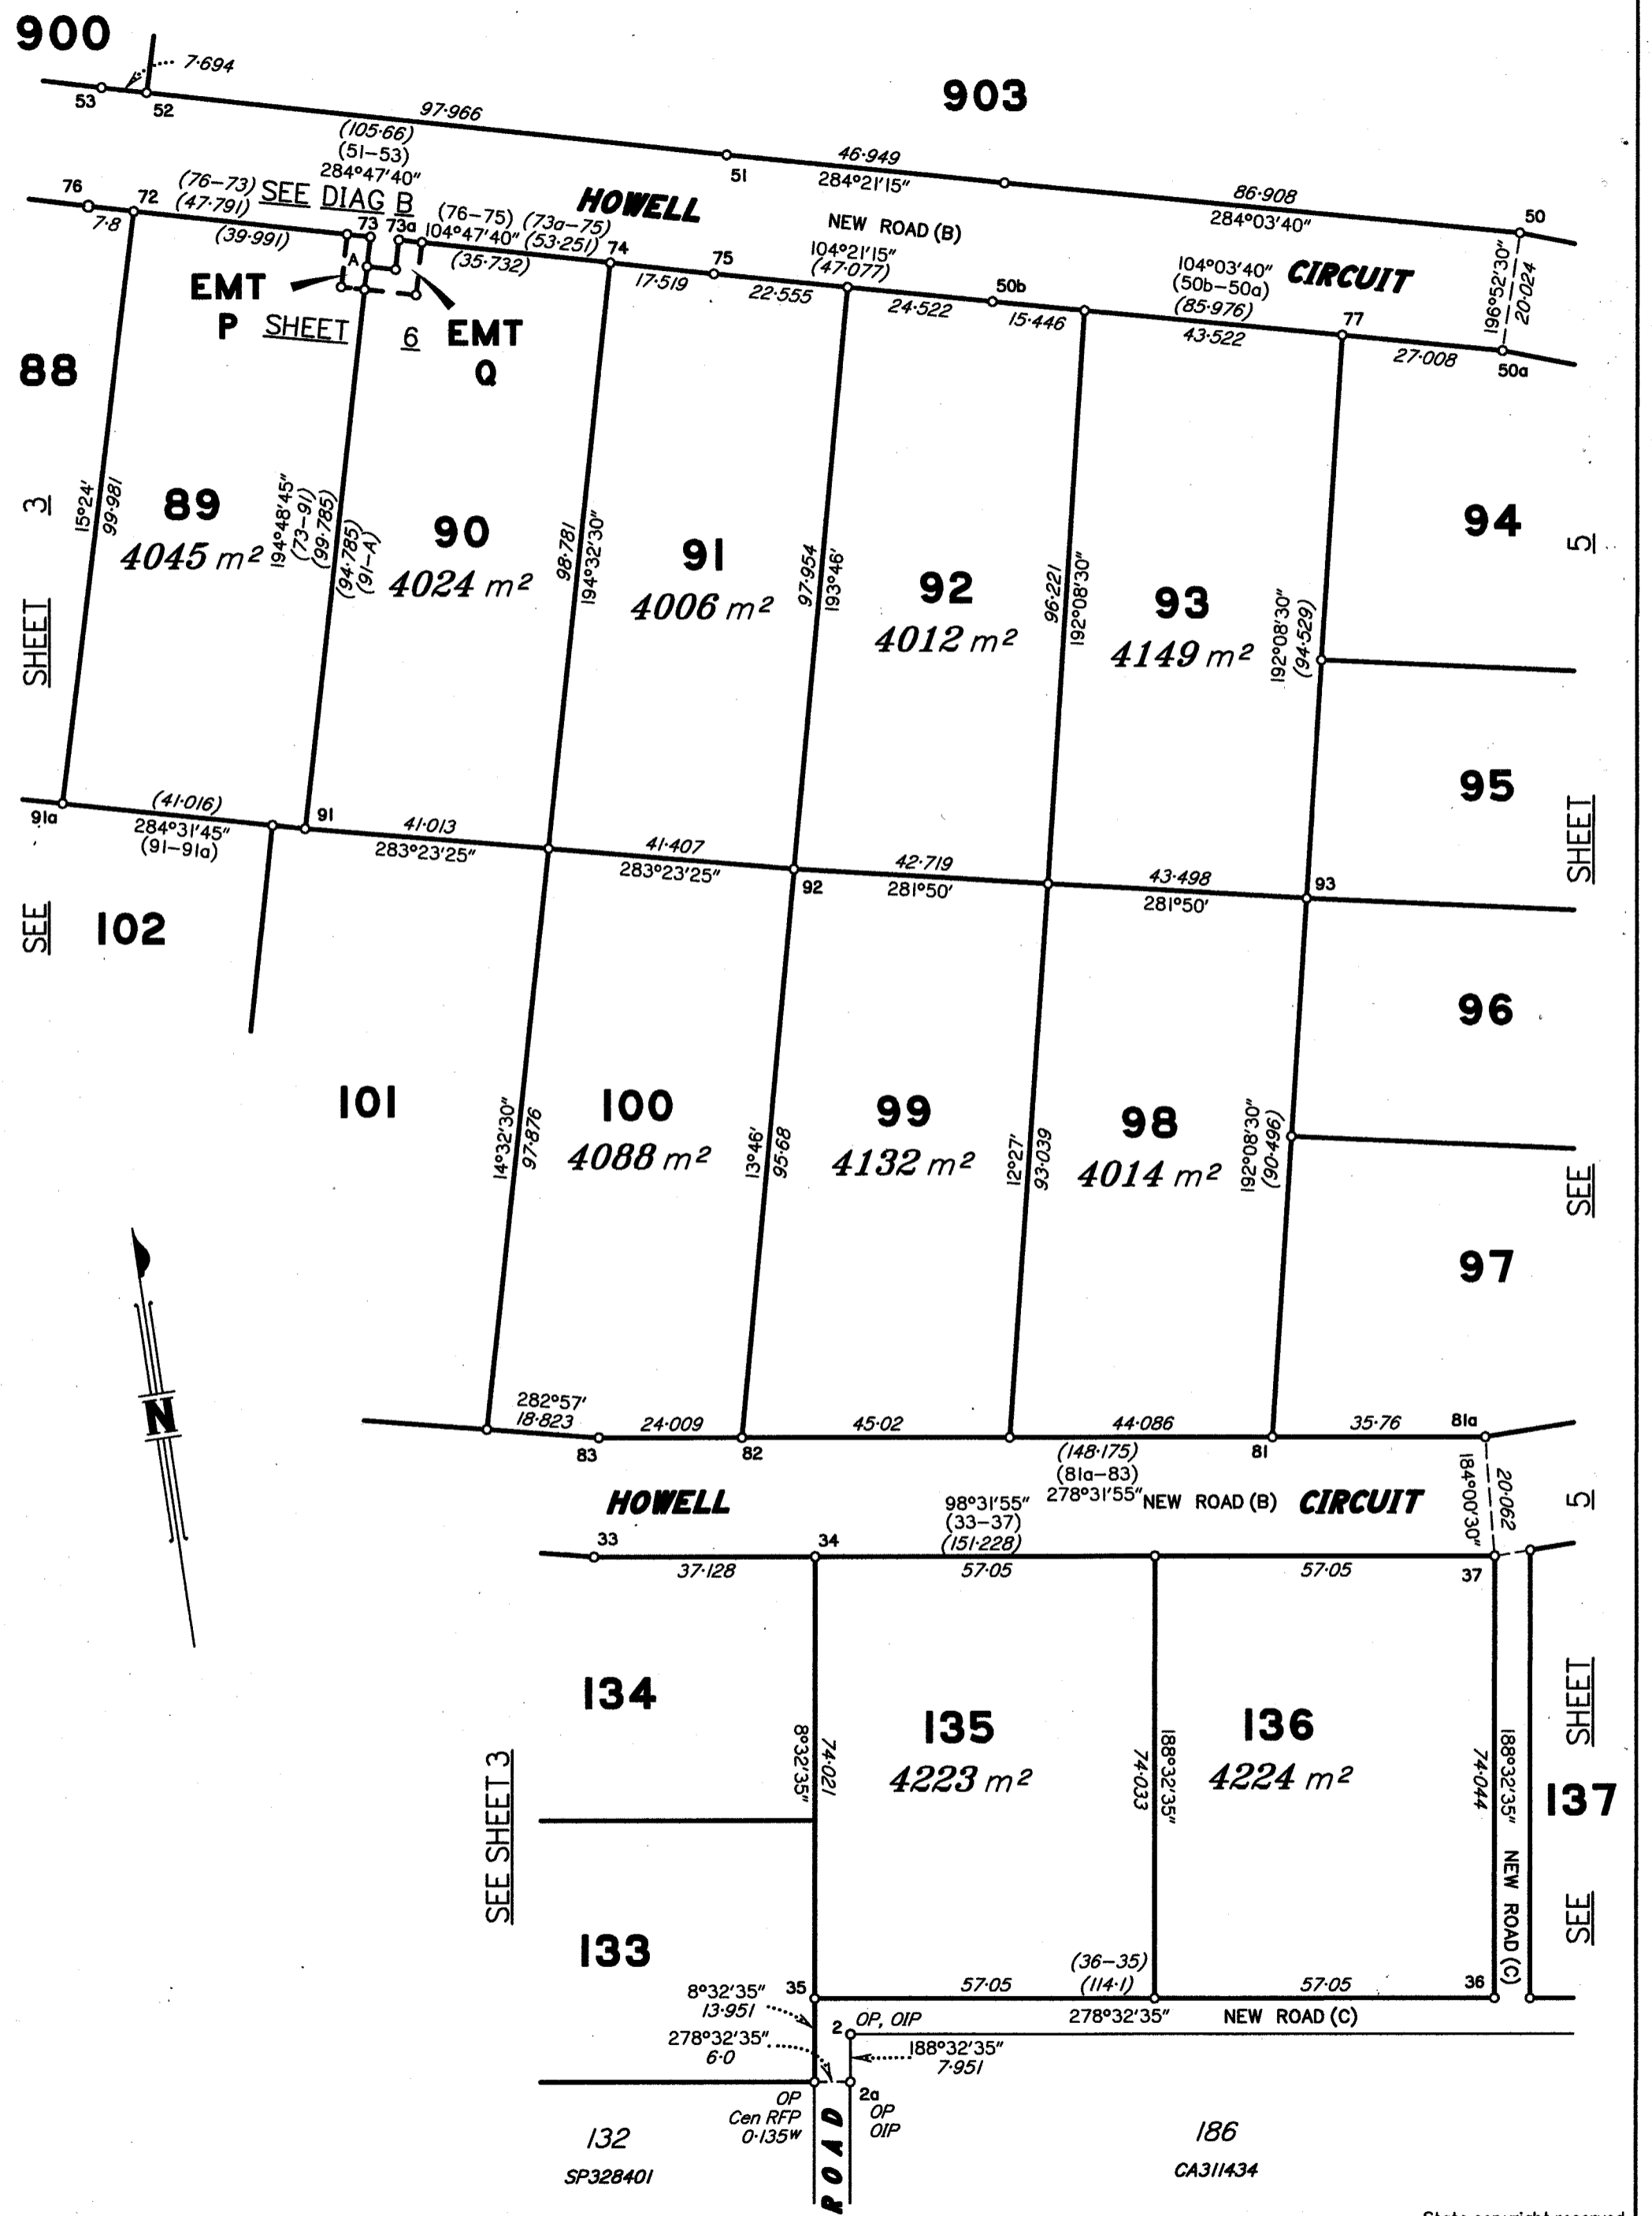 900
7·694
53
52
97·966
903
(105·66)
(51–53)
284°47'40"
51
46·949
284°21'15"
86·908
284°03'40"
50
76
72
(76–73)
(47·791)
SEE DIAG B
7·8
(39·991)
73
73a
(76–75)
(73a–75)
104°47'40"
(53·251)
(35·732)
HOWELL
NEW ROAD (B)
74
75
104°21'15"
(47·077)
17·519
22·555
24·522
50b
15·446
104°03'40"
(50b–50a)
(85·976)
43·522
CIRCUIT
77
27·008
50a
196°52'30"
20·024
A
EMT
P
SHEET
6
EMT
Q
88
SEE SHEET 3
15°24'
99·981
89
4045 m²
194°48'45"
(73–91)
(99·785)
(94·785)
(91–A)
90
4024 m²
98·781
194°32'30"
91
4006 m²
97·954
193°46'
92
4012 m²
96·221
192°08'30"
93
4149 m²
192°08'30"
(94·529)
94
95
SEE SHEET 5
91a
(41·016)
284°31'45"
(91–91a)
91
41·013
283°23'25"
41·407
283°23'25"
92
42·719
281°50'
43·498
281°50'
93
102
101
14°32'30"
97·876
100
4088 m²
13°46'
95·68
99
4132 m²
12°27'
93·039
98
4014 m²
192°08'30"
(90·496)
96
97
N
282°57'
18·823
83
24·009
82
45·02
44·086
(148·175)
(81a–83)
278°31'55"
81
35·76
81a
184°00'30"
20·062
HOWELL
NEW ROAD (B)
CIRCUIT
33
37·128
34
98°31'55"
(33–37)
(151·228)
57·05
57·05
37
134
SEE SHEET 3
133
8°32'35"
74·021
135
4223 m²
74·033
188°32'35"
136
4224 m²
74·044
188°32'35"
NEW ROAD (C)
137
SEE SHEET 5
35
57·05
(36–35)
(114·1)
57·05
36
278°32'35"
NEW ROAD (C)
8°32'35"
13·951
278°32'35"
6·0
2
OP, OIP
188°32'35"
7·951
OP
Cen RFP
0·135w
2a
OP
OIP
ROAD
132
SP328401
186
CA311434